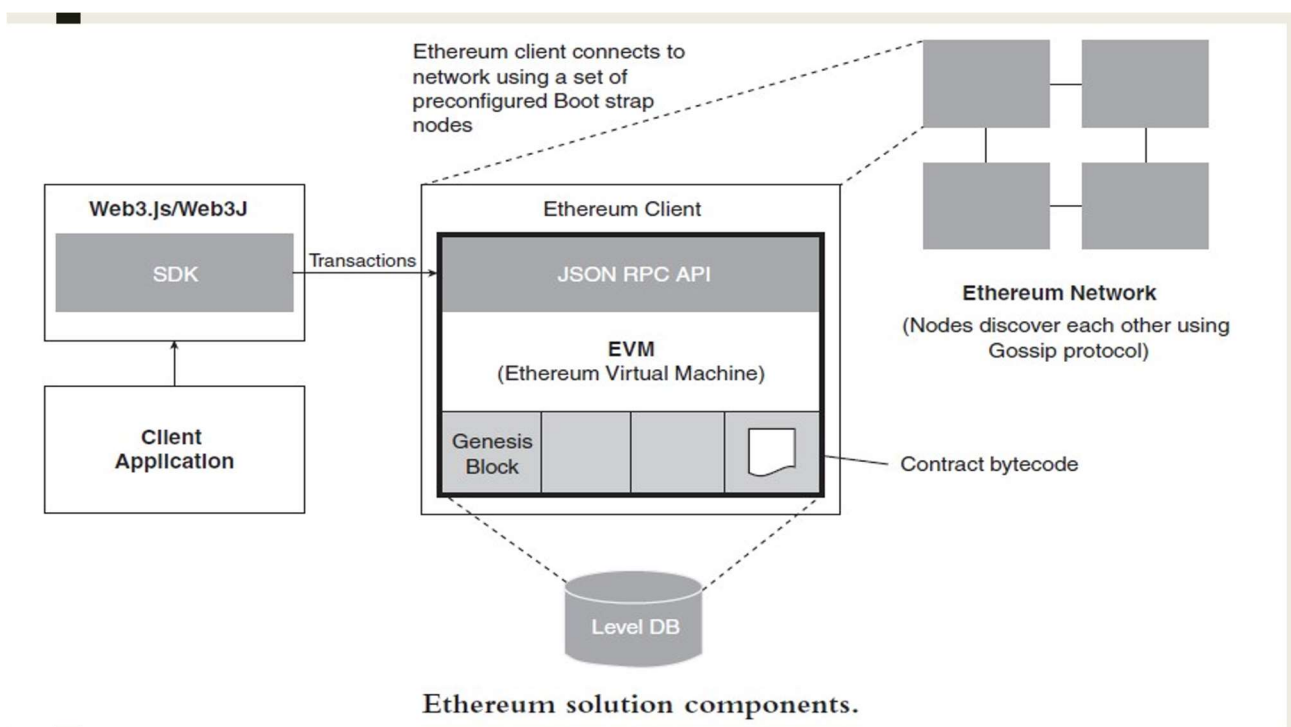 Ethereum client connects to
network using a set of
preconfigured Boot strap
nodes
Web3.js/Web3J
SDK
Transactions
Client
Application
Ethereum Client
JSON RPC API
EVM
(Ethereum Virtual Machine)
Genesis
Block
Contract bytecode
Level DB
Ethereum Network
(Nodes discover each other using
Gossip protocol)
Ethereum solution components.